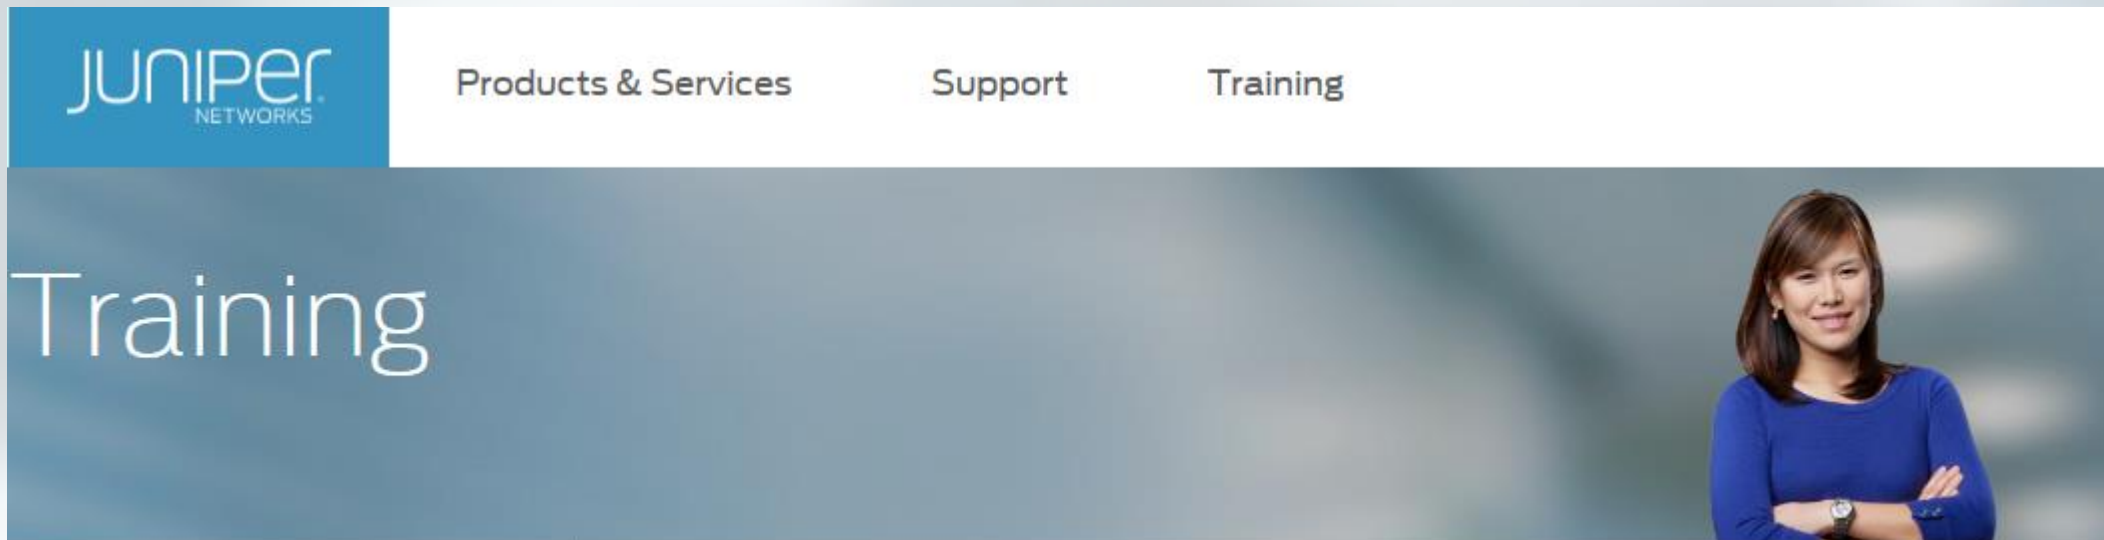 JUNIPer
NETWORKS
Products & Services
Support
Training
Training